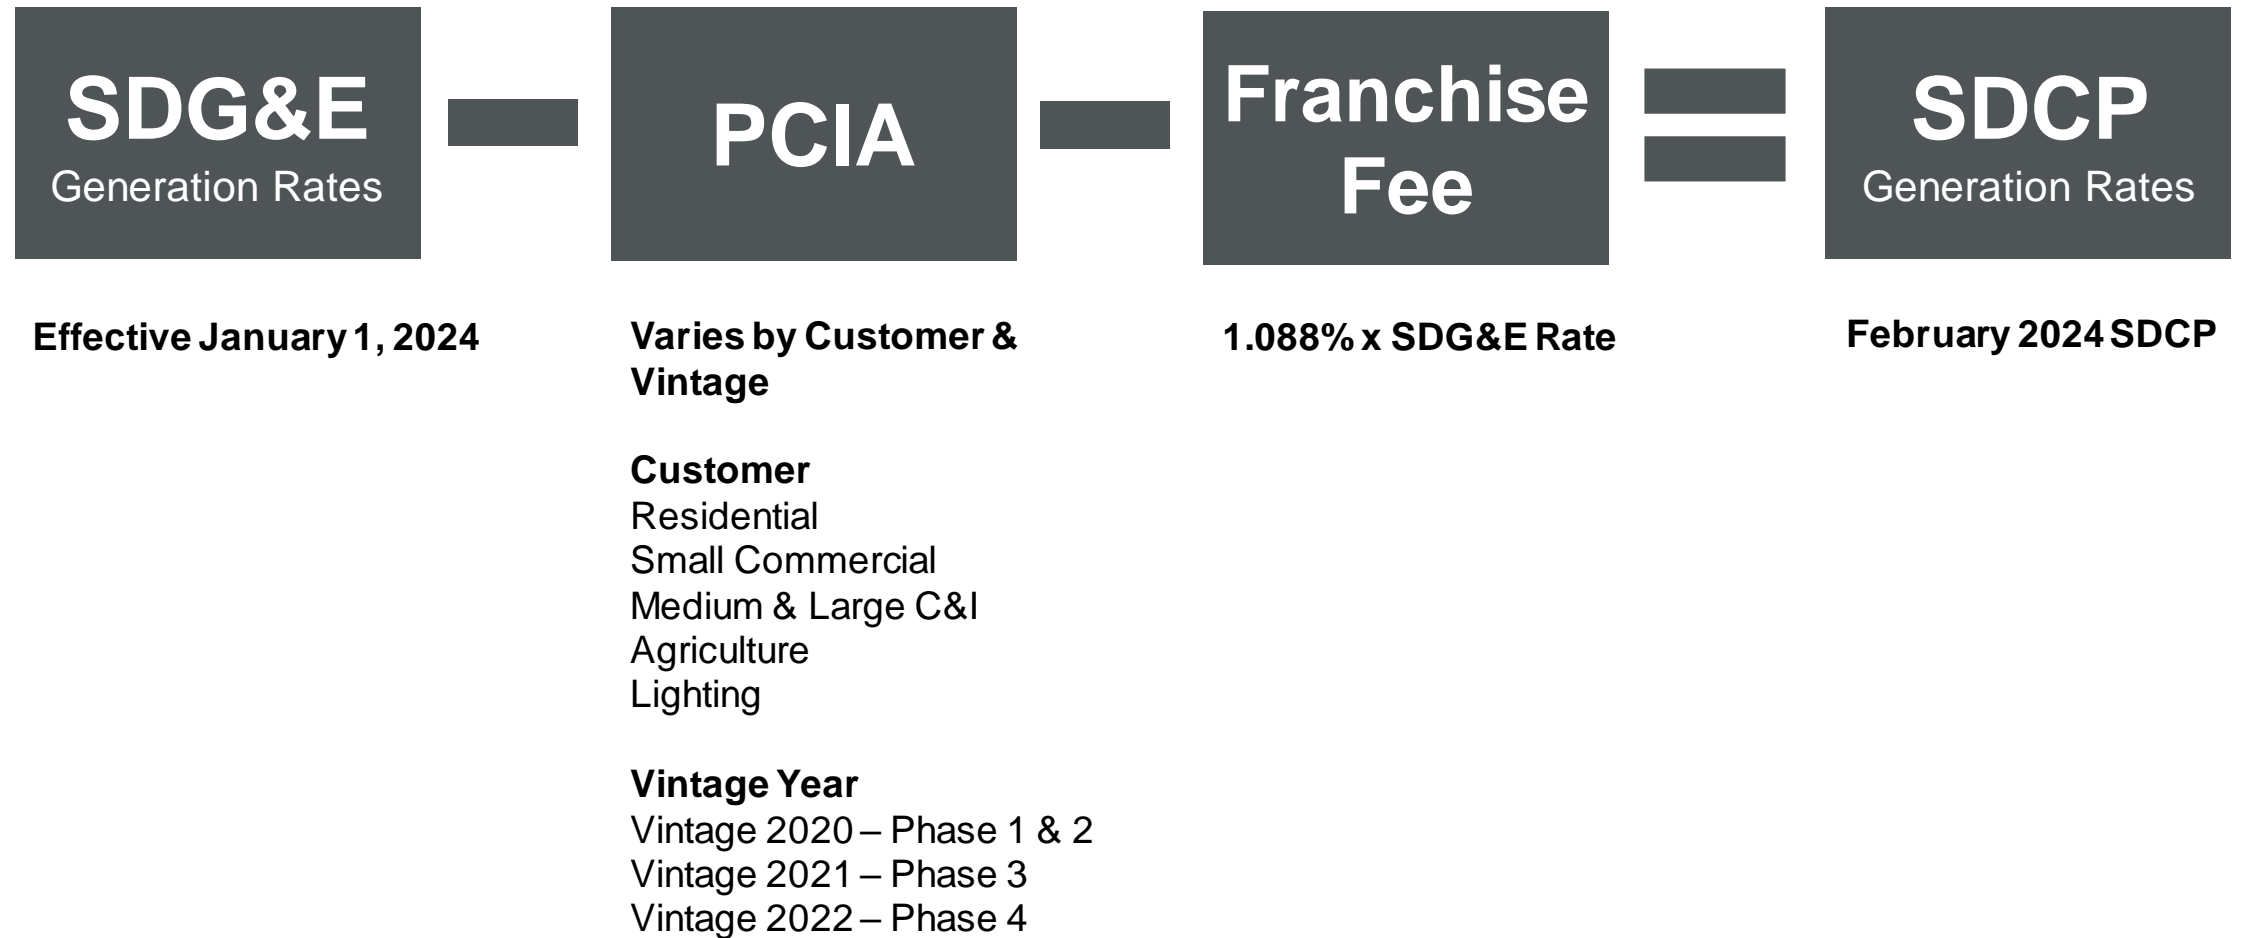 SDG&E
Generation Rates
PCIA
Franchise
Fee
SDCP
Generation Rates
Effective January 1, 2024
Varies by Customer &
Vintage
Customer
Residential
Small Commercial
Medium & Large C&I
Agriculture
Lighting
Vintage Year
Vintage 2020 – Phase 1 & 2
Vintage 2021 – Phase 3
Vintage 2022 – Phase 4
1.088% x SDG&E Rate
February 2024 SDCP